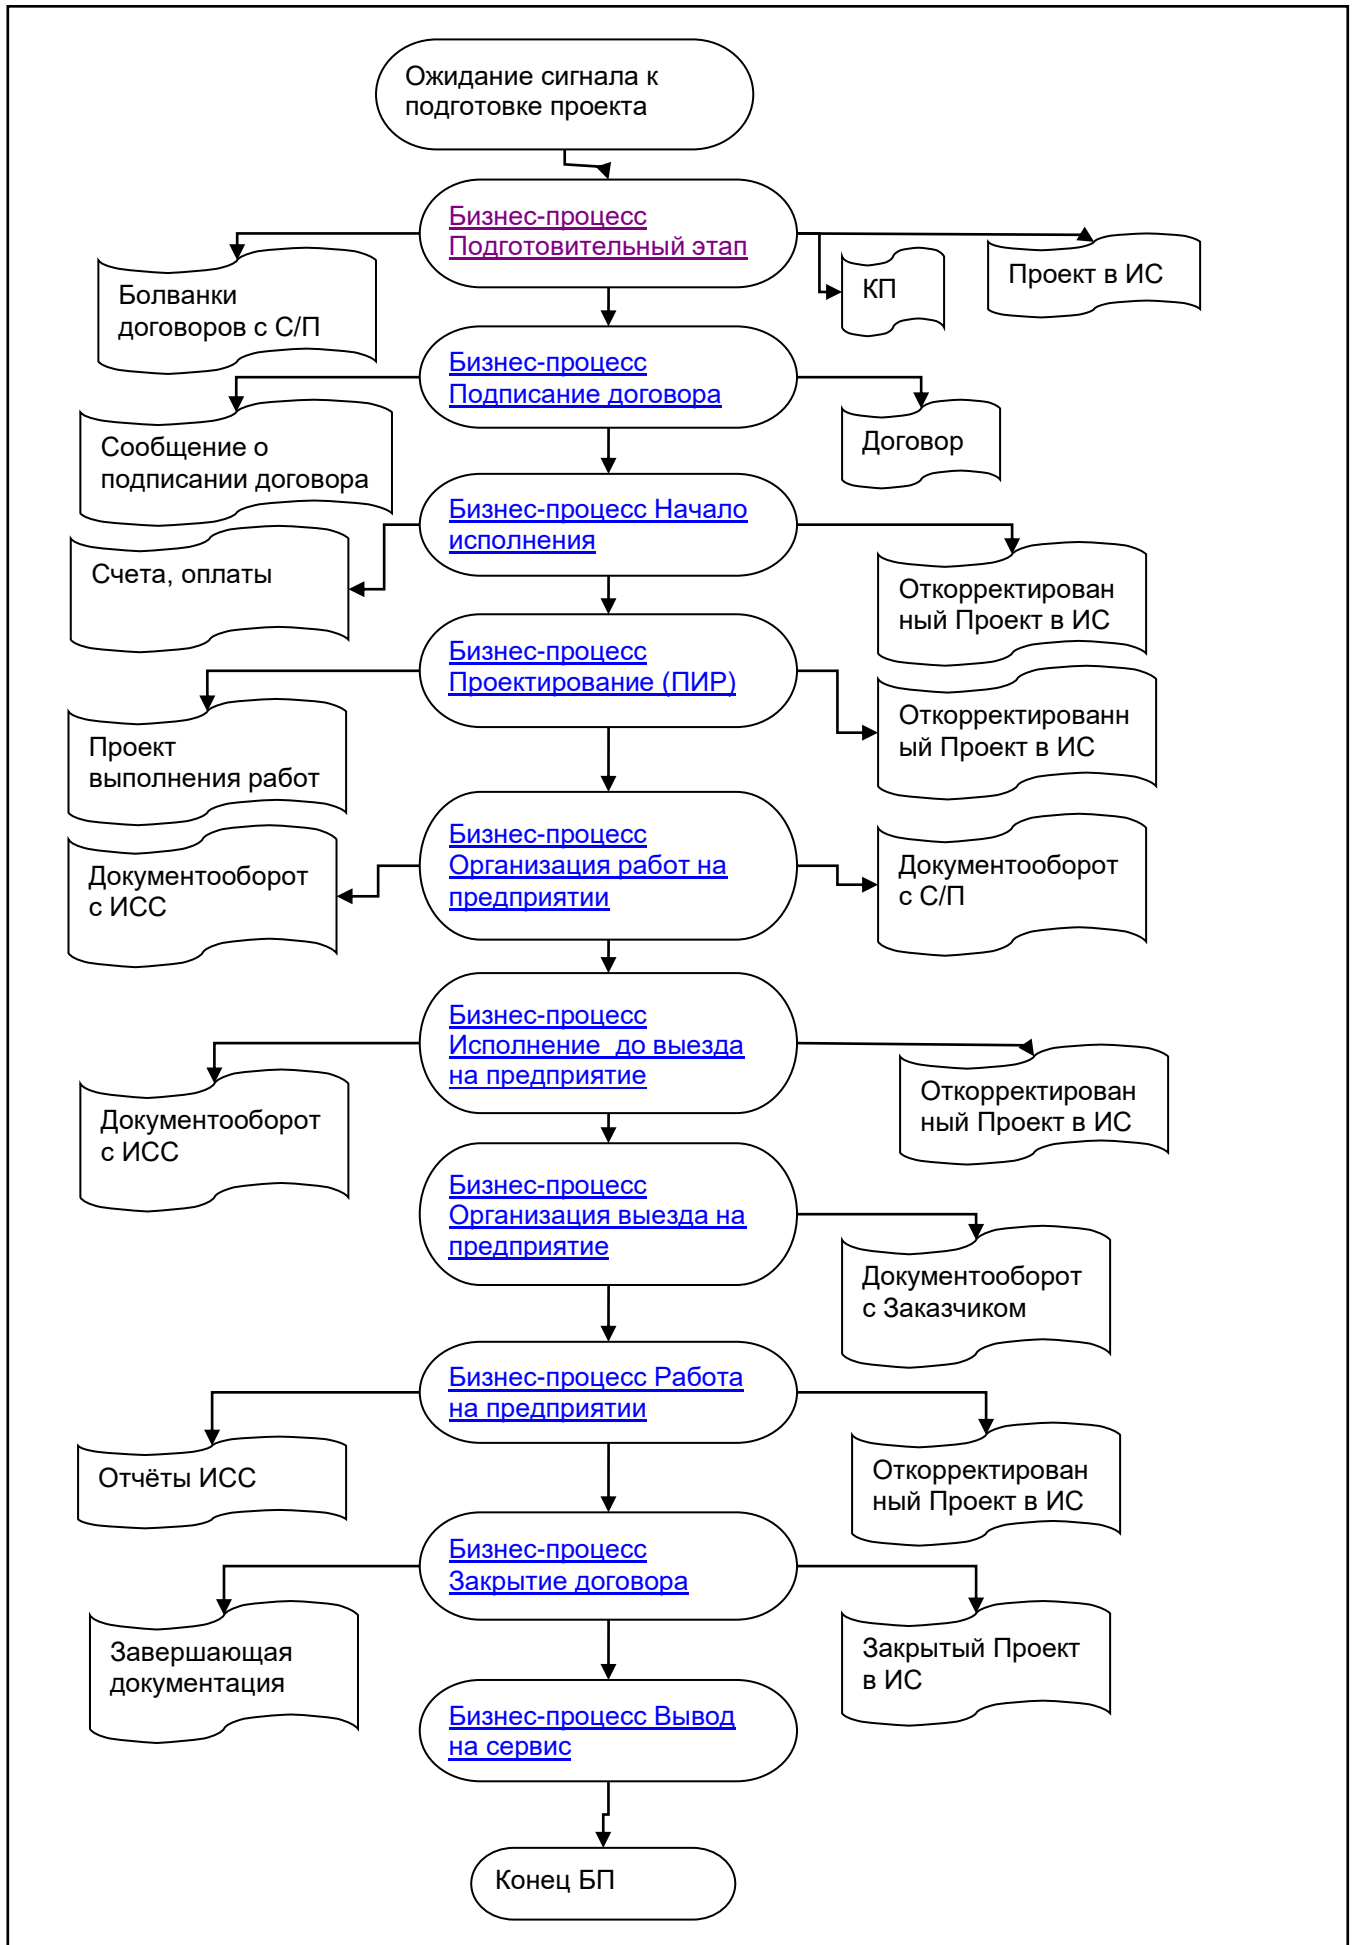 Ожидание сигнала к
подготовке проекта
Бизнес-процесс
Подготовительный этап
Болванки
договоров с С/П
КП
Проект в ИС
Бизнес-процесс
Подписание договора
Сообщение о
подписании договора
Договор
Бизнес-процесс Начало
исполнения
Счета, оплаты
Откорректирован
ный Проект в ИС
Бизнес-процесс
Проектирование (ПИР)
Проект
выполнения работ
Откорректированн
ый Проект в ИС
Бизнес-процесс
Организация работ на
предприятии
Документооборот
с ИСС
Документооборот
с С/П
Бизнес-процесс
Исполнение  до выезда
на предприятие
Документооборот
с ИСС
Откорректирован
ный Проект в ИС
Бизнес-процесс
Организация выезда на
предприятие
Документооборот
с Заказчиком
Бизнес-процесс Работа
на предприятии
Отчёты ИСС
Откорректирован
ный Проект в ИС
Бизнес-процесс
Закрытие договора
Завершающая
документация
Закрытый Проект
в ИС
Бизнес-процесс Вывод
на сервис
Конец БП